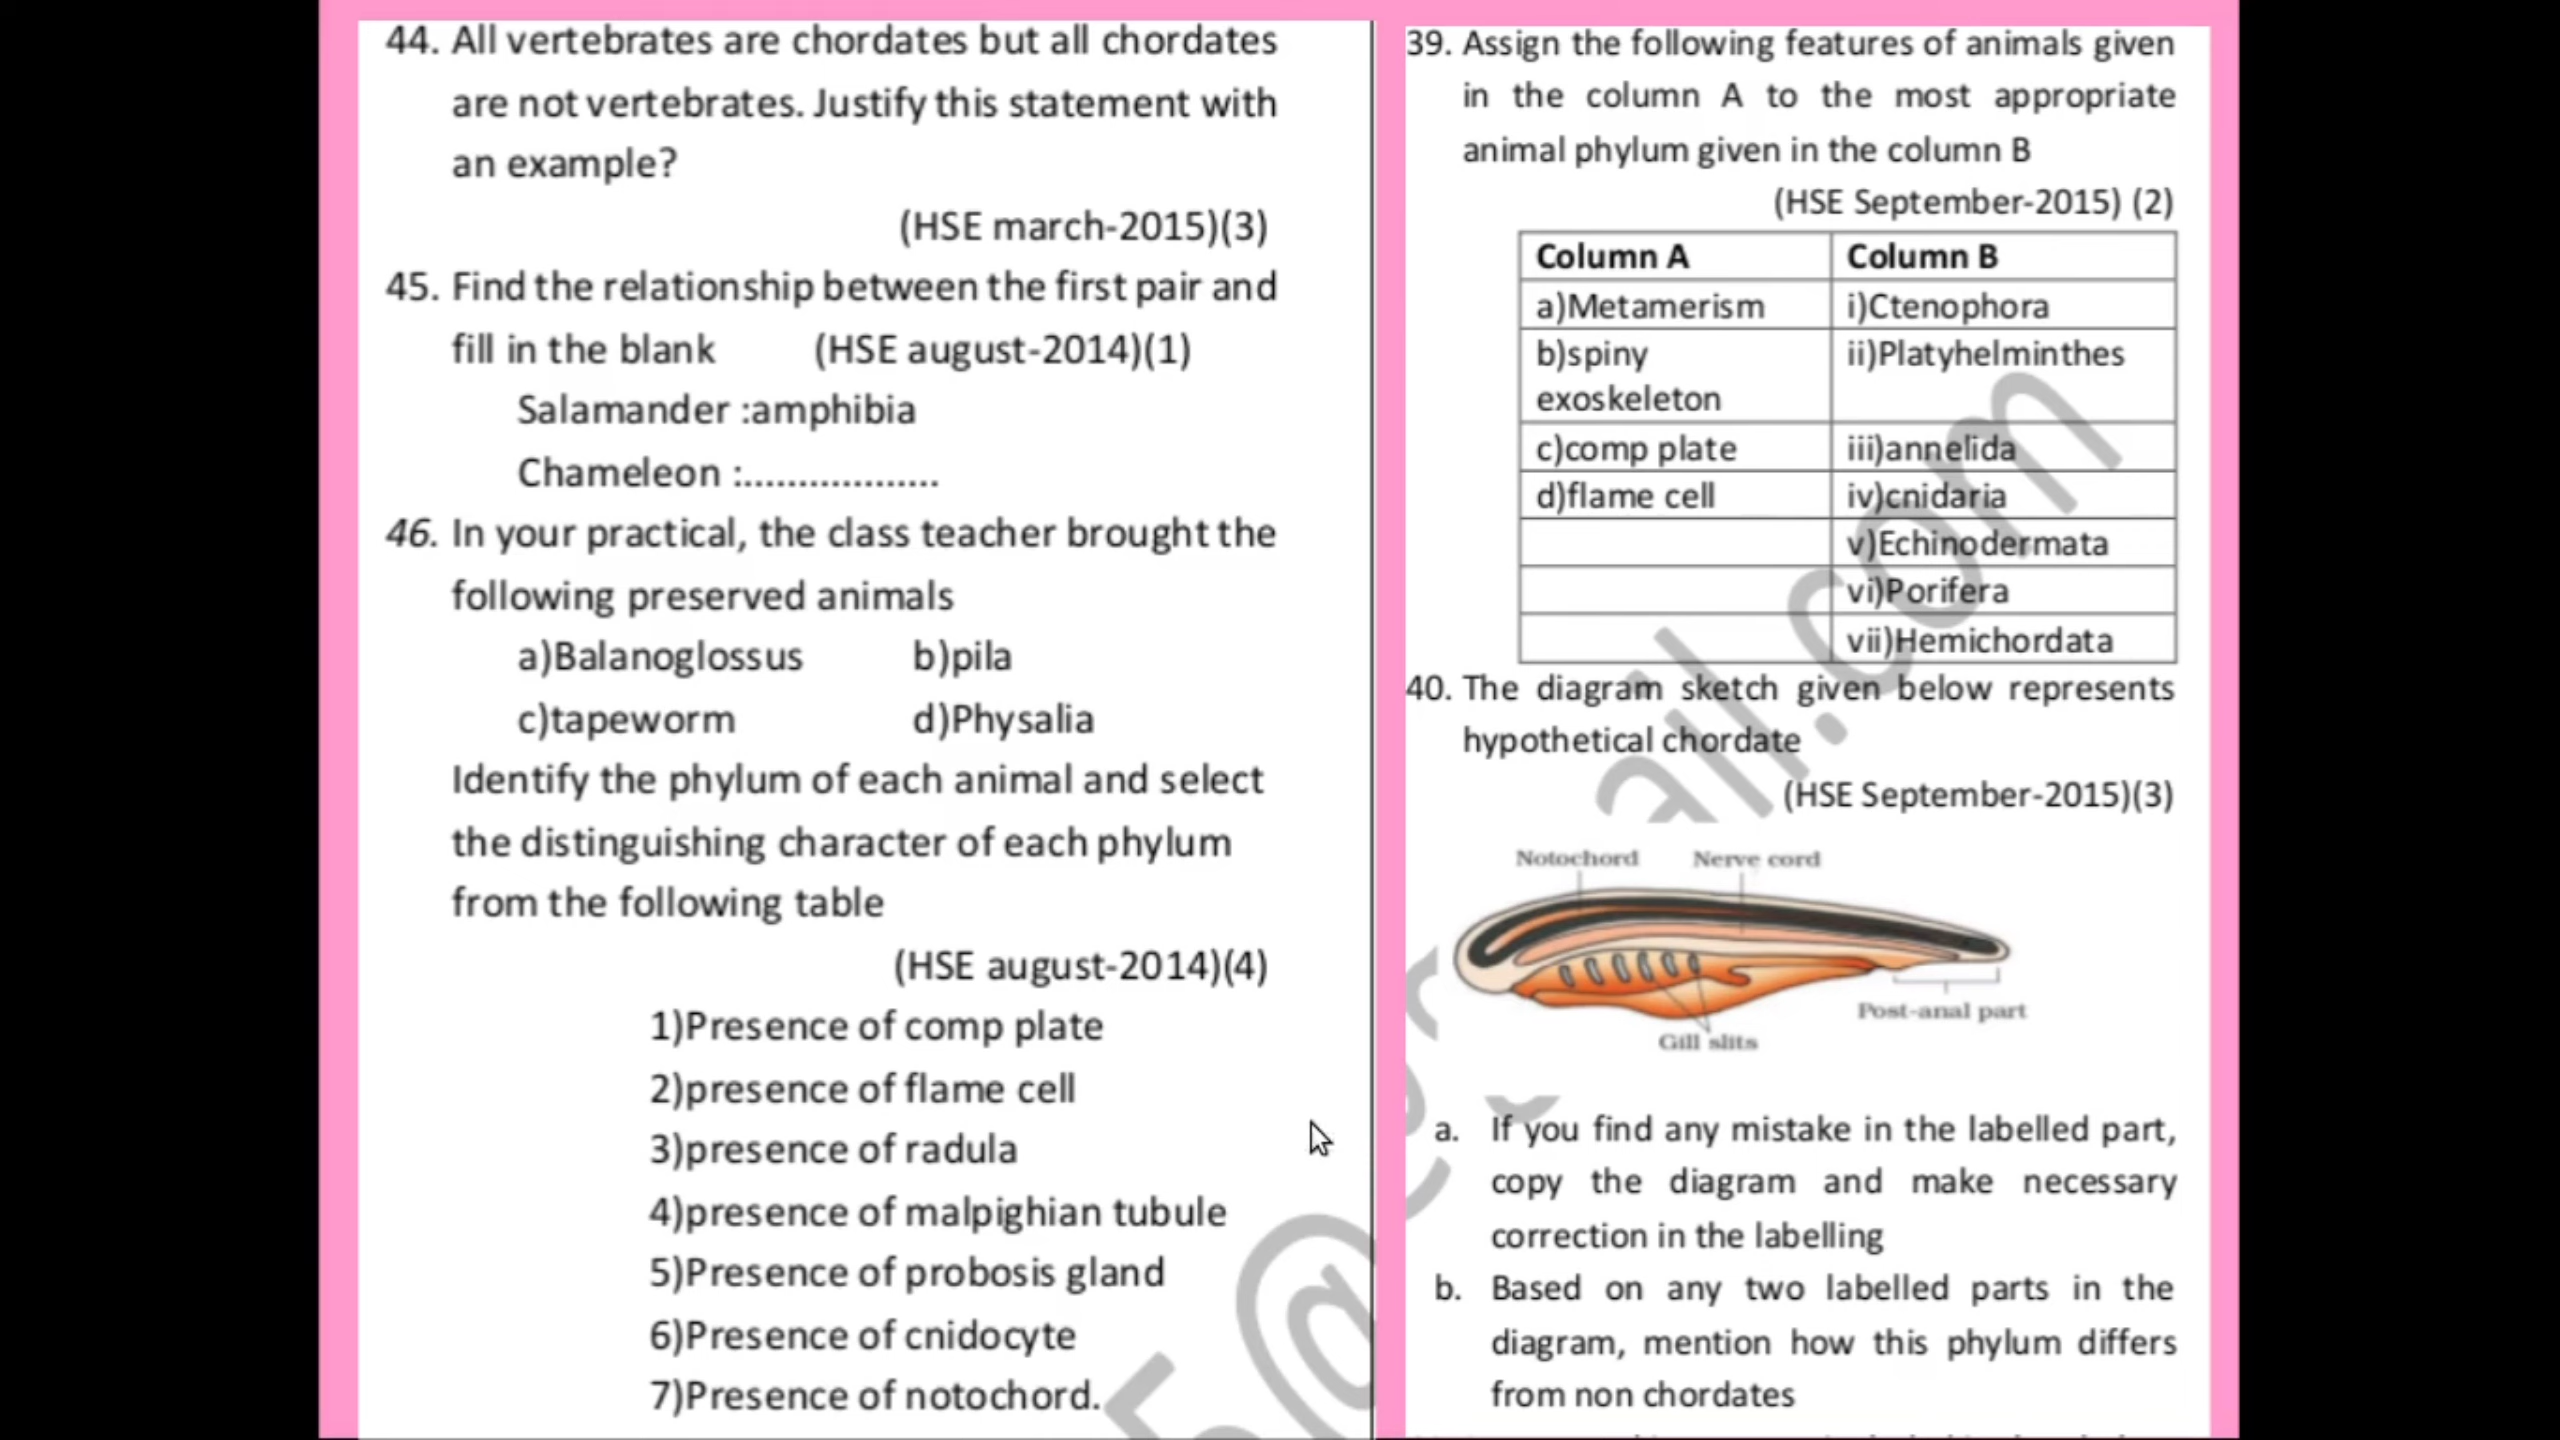 44. All vertebrates are chordates but all chordates
are not vertebrates. Justify this statement with
an example?
(HSE march-2015)(3)
45. Find the relationship between the first pair and
fill in the blank (HSE august-2014)(1)
Salamander :amphibia
Chameleon :..................
46. In your practical, the class teacher brought the
following preserved animals
a)Balanoglossus b)pila
c)tapeworm d)Physalia
Identify the phylum of each animal and select
the distinguishing character of each phylum
from the following table
(HSE august-2014)(4)
1)Presence of comp plate
2)presence of flame cell
3)presence of radula
4)presence of malpighian tubule
5)Presence of probosis gland
6)Presence of cnidocyte
7)Presence of notochord.
5@
39. Assign the following features of animals given
in the column A to the most appropriate
animal phylum given in the column B
(HSE September-2015) (2)
Column A Column B
a)Metamerism i)Ctenophora
b)spiny ii)Platyhelminthes
exoskeleton
c)comp plate iii)annelida
d)flame cell iv)cnidaria
v)Echinodermata
vi)Porifera
vii)Hemichordata
40. The diagram sketch given below represents
hypothetical chordate
(HSE September-2015)(3)
Notochord Nerve cord
Post-anal part
Gill slits
a. If you find any mistake in the labelled part,
copy the diagram and make necessary
correction in the labelling
b. Based on any two labelled parts in the
diagram, mention how this phylum differs
from non chordates
ail.com